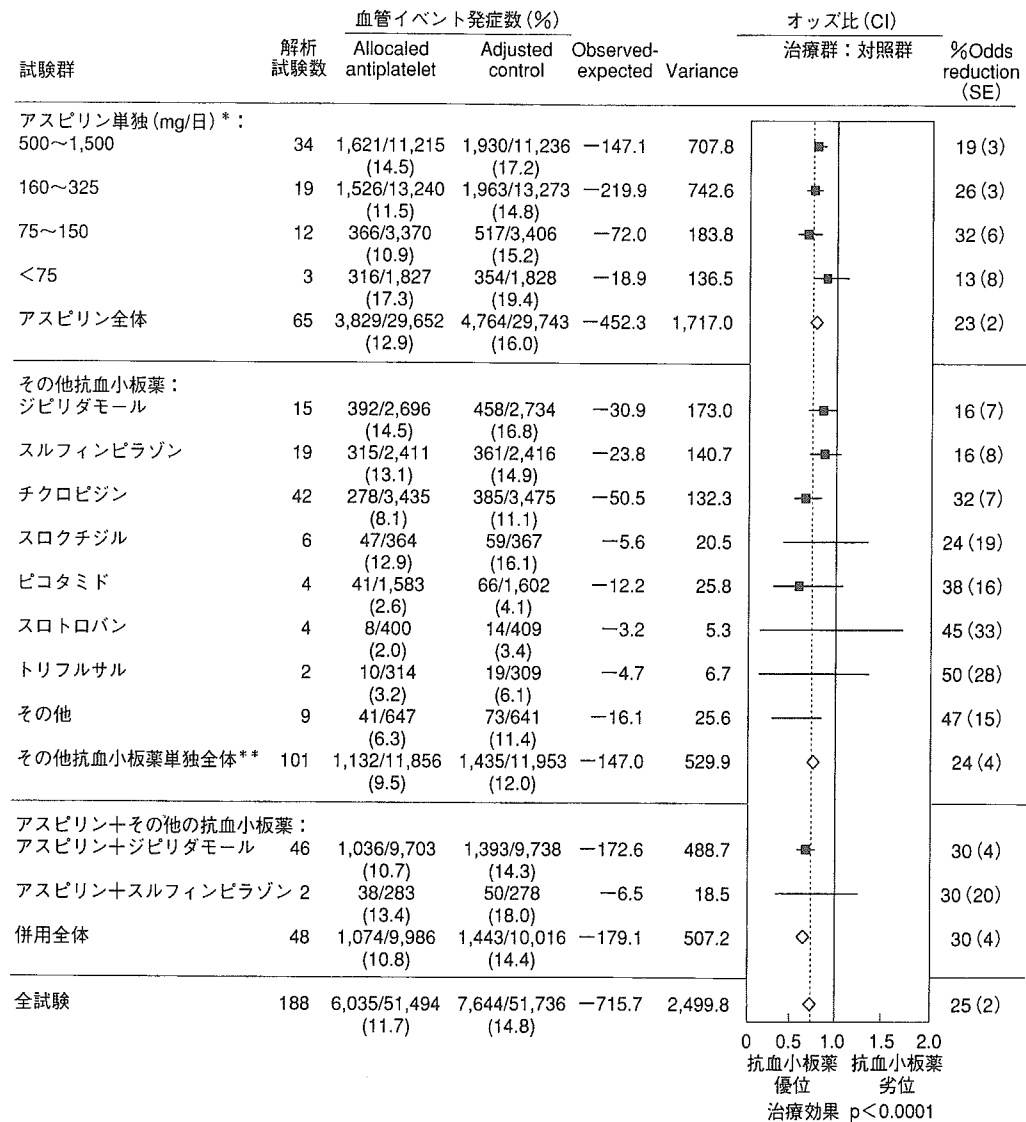 血管イベント発症数(%) オッズ比(CI)
試験群 解析試験数 Allocaled antiplatelet Adjusted control Observed-expected Variance 治療群：対照群 %Odds reduction (SE)
アスピリン単独(mg/日)*：
500〜1,500 34 1,621/11,215 1,930/11,236 −147.1 707.8 19(3)
(14.5) (17.2)
160〜325 19 1,526/13,240 1,963/13,273 −219.9 742.6 26(3)
(11.5) (14.8)
75〜150 12 366/3,370 517/3,406 −72.0 183.8 32(6)
(10.9) (15.2)
<75 3 316/1,827 354/1,828 −18.9 136.5 13(8)
(17.3) (19.4)
アスピリン全体 65 3,829/29,652 4,764/29,743 −452.3 1,717.0 23(2)
(12.9) (16.0)
その他抗血小板薬：
ジピリダモール 15 392/2,696 458/2,734 −30.9 173.0 16(7)
(14.5) (16.8)
スルフィンピラゾン 19 315/2,411 361/2,416 −23.8 140.7 16(8)
(13.1) (14.9)
チクロピジン 42 278/3,435 385/3,475 −50.5 132.3 32(7)
(8.1) (11.1)
スロクチジル 6 47/364 59/367 −5.6 20.5 24(19)
(12.9) (16.1)
ピコタミド 4 41/1,583 66/1,602 −12.2 25.8 38(16)
(2.6) (4.1)
スロトロバン 4 8/400 14/409 −3.2 5.3 45(33)
(2.0) (3.4)
トリフルサル 2 10/314 19/309 −4.7 6.7 50(28)
(3.2) (6.1)
その他 9 41/647 73/641 −16.1 25.6 47(15)
(6.3) (11.4)
その他抗血小板薬単独全体** 101 1,132/11,856 1,435/11,953 −147.0 529.9 24(4)
(9.5) (12.0)
アスピリン＋その他の抗血小板薬：
アスピリン＋ジピリダモール 46 1,036/9,703 1,393/9,738 −172.6 488.7 30(4)
(10.7) (14.3)
アスピリン＋スルフィンピラゾン 2 38/283 50/278 −6.5 18.5 30(20)
(13.4) (18.0)
併用全体 48 1,074/9,986 1,443/10,016 −179.1 507.2 30(4)
(10.8) (14.4)
全試験 188 6,035/51,494 7,644/51,736 −715.7 2,499.8 25(2)
(11.7) (14.8)
0 0.5 1.0 1.5 2.0
抗血小板薬 抗血小板薬
優位 劣位
治療効果 p<0.0001